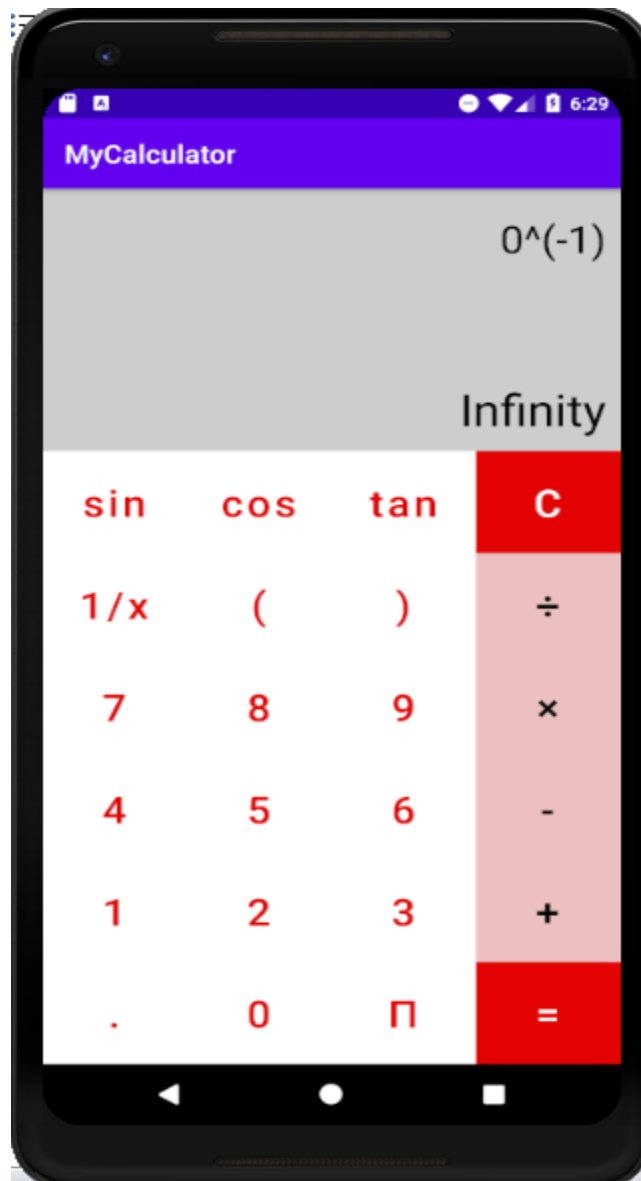 6:29
MyCalculator
0^(-1)
Infinity
sin cos tan C
1/x ( ) ÷
7 8 9 ×
4 5 6 -
1 2 3 +
. 0 П =